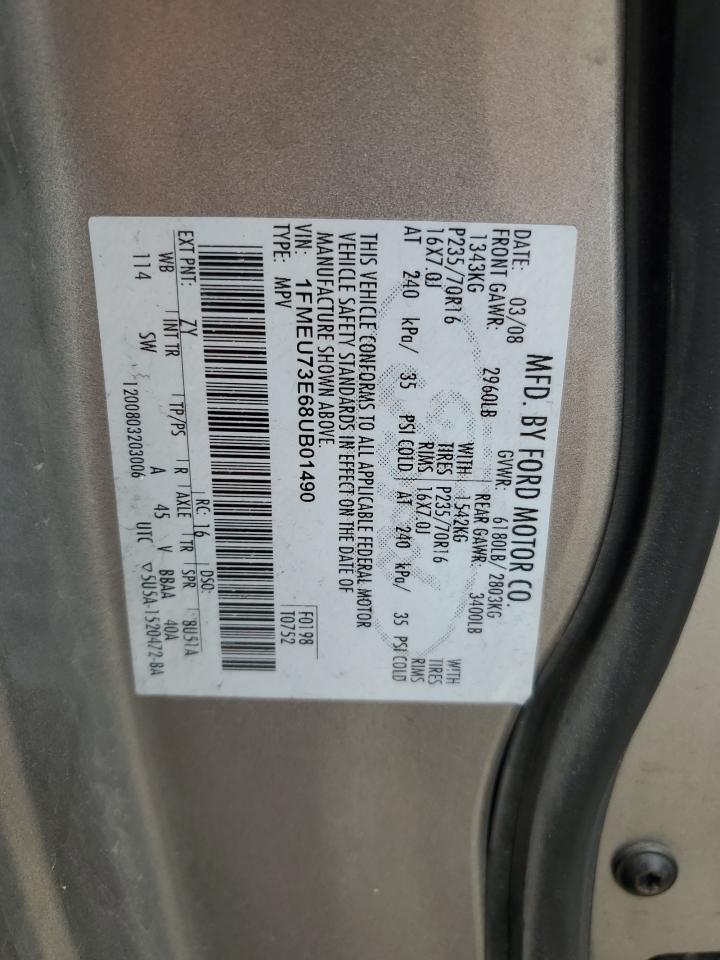 MFD. BY FORD MOTOR CO.
DATE: 03/08 GVWR: 6180LB/ 2803KG
FRONT GAWR: 2960LB REAR GAWR: 3400LB
1343KG WITH 1542KG WITH
P235/70R16 TIRES P235/70R16 TIRES
16X7.0J RIMS 16X7.0J RIMS
AT 240 kPa/ 35 PSI COLD AT 240 kPa/ 35 PSI COLD
THIS VEHICLE CONFORMS TO ALL APPLICABLE FEDERAL MOTOR
VEHICLE SAFETY STANDARDS IN EFFECT ON THE DATE OF
MANUFACTURE SHOWN ABOVE.
VIN: 1FMEU73E68UB01490 F0198
TYPE: MPV T0752
EXT PNT: ZY RC: 16 DSO:
WB INT TR TP/PS R AXLE TR SPR 8U51A
114 SW A 45 V BBAA 40A
1200803203006 UTC ▽5U5A-1520472-BA